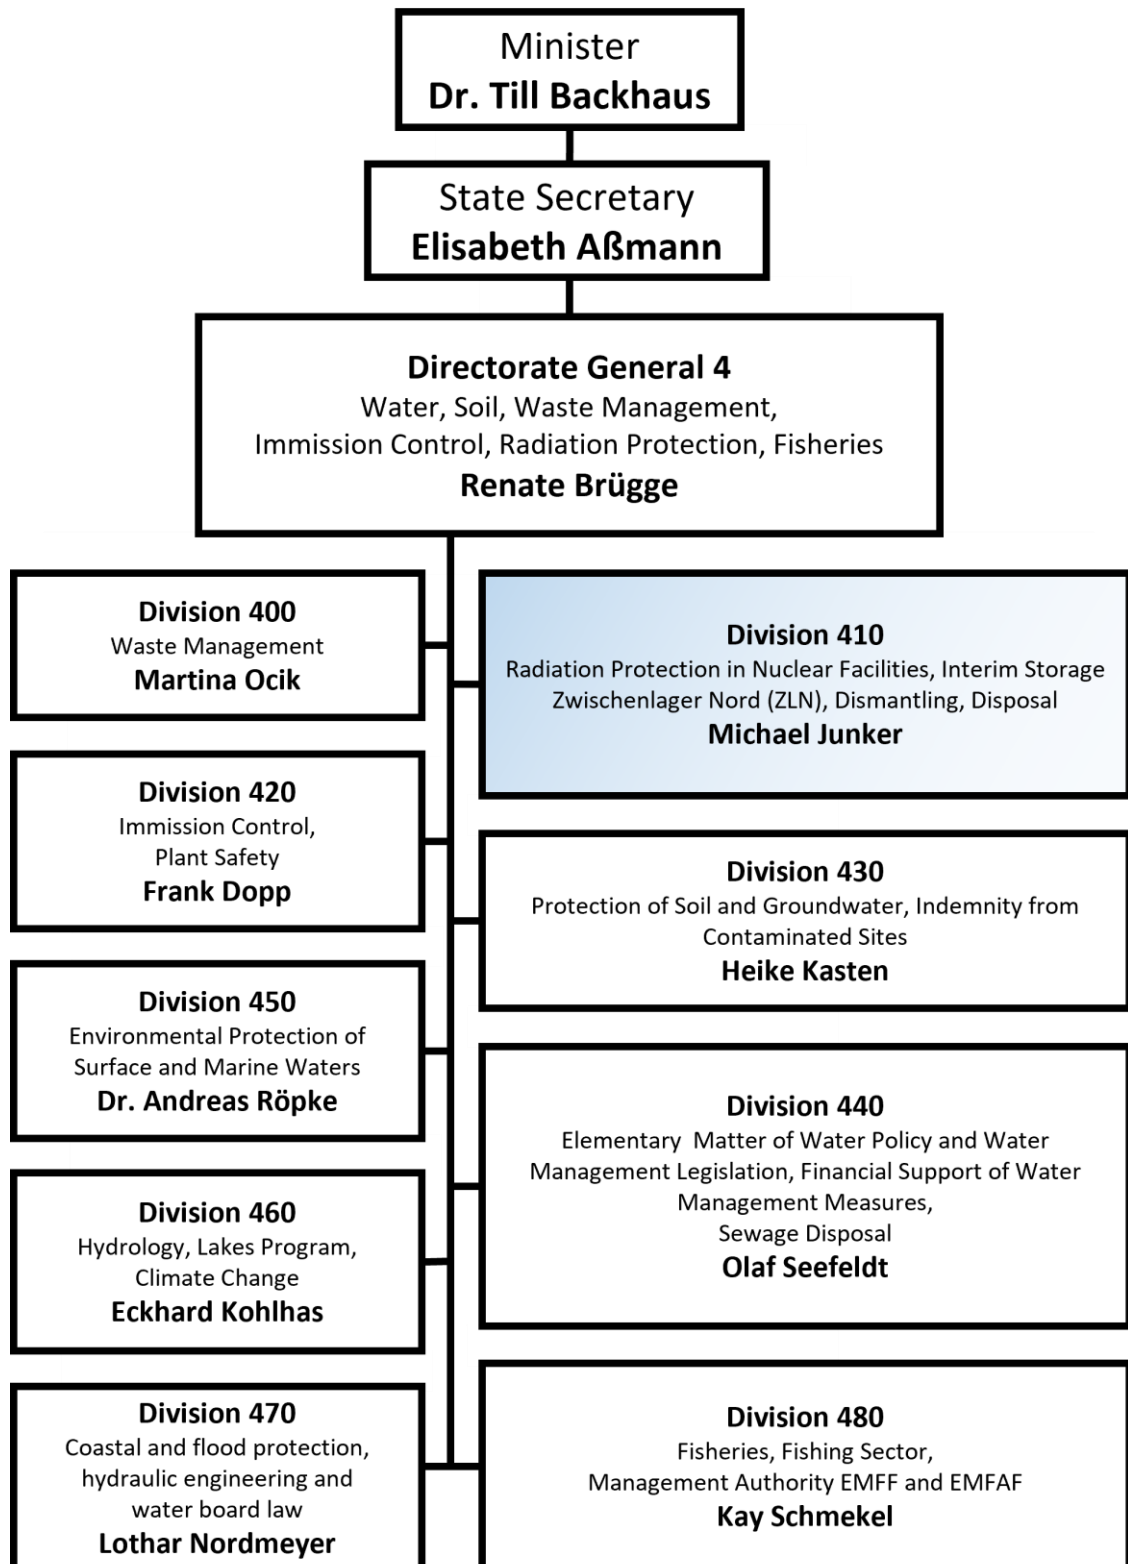 Minister
Dr. Till Backhaus
State Secretary
Elisabeth Aßmann
Directorate General 4
Water, Soil, Waste Management,
Immission Control, Radiation Protection, Fisheries
Renate Brügge
Division 400
Waste Management
Martina Ocik
Division 410
Radiation Protection in Nuclear Facilities, Interim Storage
Zwischenlager Nord (ZLN), Dismantling, Disposal
Michael Junker
Division 420
Immission Control,
Plant Safety
Frank Dopp
Division 430
Protection of Soil and Groundwater, Indemnity from
Contaminated Sites
Heike Kasten
Division 450
Environmental Protection of
Surface and Marine Waters
Dr. Andreas Röpke
Division 440
Elementary  Matter of Water Policy and Water
Management Legislation, Financial Support of Water
Management Measures,
Sewage Disposal
Olaf Seefeldt
Division 460
Hydrology, Lakes Program,
Climate Change
Eckhard Kohlhas
Division 470
Coastal and flood protection,
hydraulic engineering and
water board law
Lothar Nordmeyer
Division 480
Fisheries, Fishing Sector,
Management Authority EMFF and EMFAF
Kay Schmekel